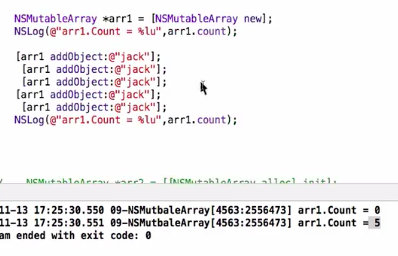 NSMutableArray *arr1 = [NSMutableArray new];
NSLog(@"arr1.Count = %lu",arr1.count);
[arr1 addObject:@"jack"];
[arr1 addObject:@"jack"];
[arr1 addObject:@"jack"];
[arr1 addObject:@"jack"];
[arr1 addObject:@"jack"];
NSLog(@"arr1.Count = %lu",arr1.count);
NSMutableArray *arr2 = [[NSMutableArray alloc] init];
11-13 17:25:30.550 09-NSMutbaleArray[4563:2556473] arr1.Count = 0
11-13 17:25:30.551 09-NSMutbaleArray[4563:2556473] arr1.Count = 5
am ended with exit code: 0